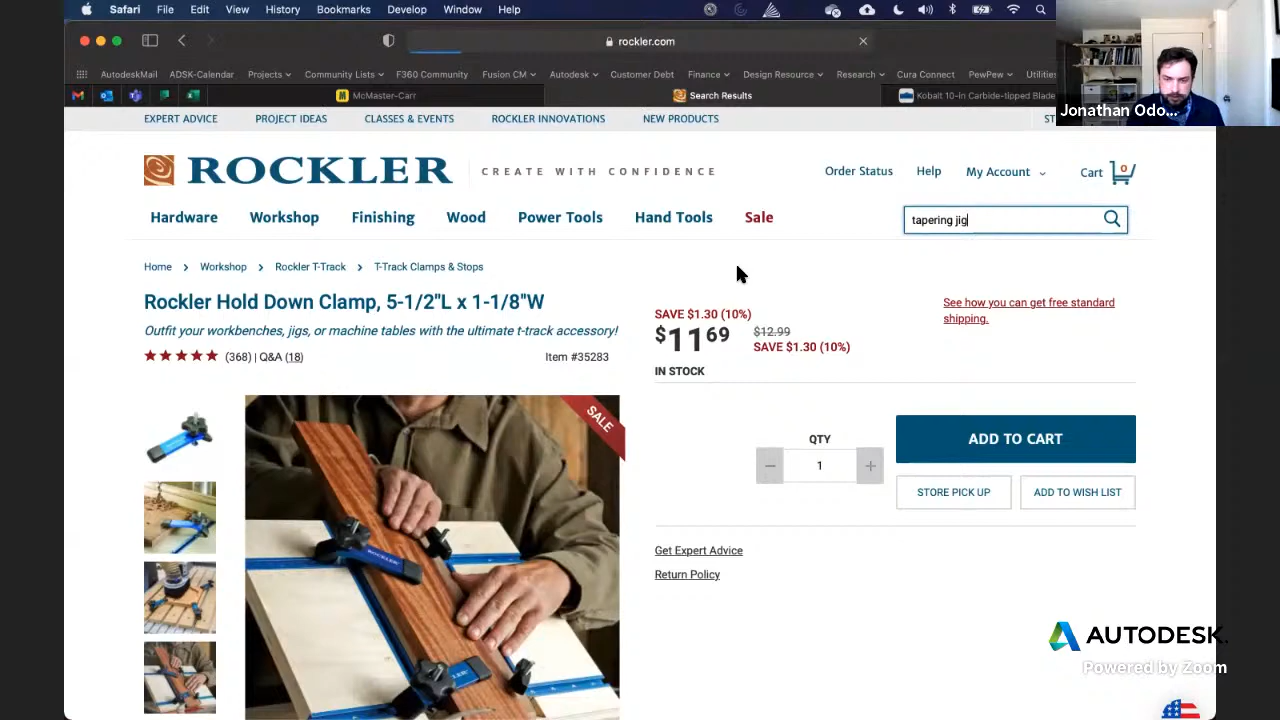 Safari File Edit View History Bookmarks Develop Window Help
rockler.com
AutodeskMail ADSK-Calendar Projects Community Lists F360 Community Fusion CM Autodesk Customer Debt Finance Design Resource Research Cura Connect PewPew Utilities
McMaster-Carr Search Results Kobalt 10-in Carbide-tipped Blade
Jonathan Odo...
EXPERT ADVICE PROJECT IDEAS CLASSES & EVENTS ROCKLER INNOVATIONS NEW PRODUCTS ST
ROCKLER CREATE WITH CONFIDENCE
Order Status Help My Account Cart 0
Hardware Workshop Finishing Wood Power Tools Hand Tools Sale
tapering jig
Home > Workshop > Rockler T-Track > T-Track Clamps & Stops
Rockler Hold Down Clamp, 5-1/2"L x 1-1/8"W
Outfit your workbenches, jigs, or machine tables with the ultimate t-track accessory!
(368) | Q&A (18) Item #35283
SAVE $1.30 (10%)
$11 69 $12.99
SAVE $1.30 (10%)
IN STOCK
See how you can get free standard
shipping.
SALE
ROCKLER
QTY
1
ADD TO CART
STORE PICK UP ADD TO WISH LIST
Get Expert Advice
Return Policy
AUTODESK.
Powered by Zoom